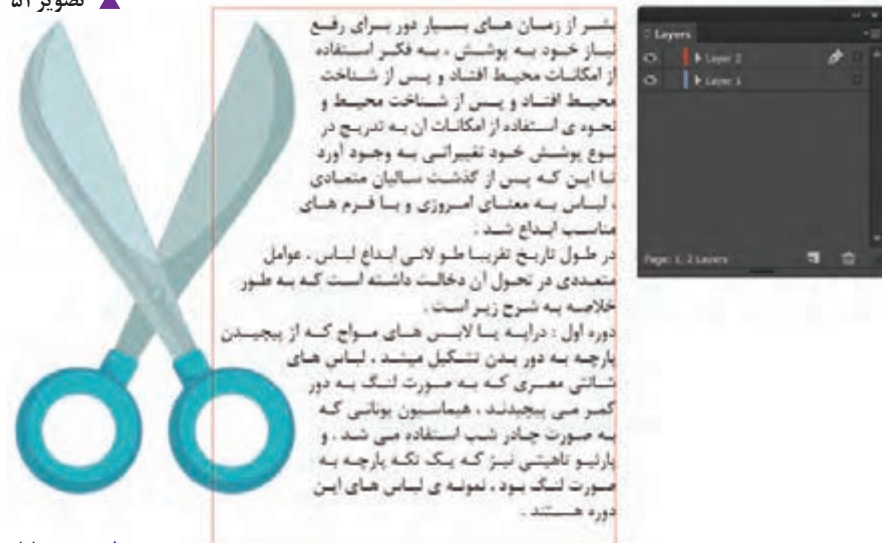 تصویر ۵۱
بشر از زمان های بسیار دور برای رفع
نیاز خود به پوشش ، به فکر استفاده
از امکانات محیط افتاد و پس از شناخت
محیط افتاد و پس از شناخت محیط و
نحوه ی استفاده از امکانات آن به تدریج در
نوع پوشش خود تغییراتی به وجود آورد
تا این که پس از گذشت سالیان متمادی
، لباس به معنای امروزی و با فرم های
مناسب ابداع شد .
در طول تاریخ تقریبا طو لانی ابداع لباس ، عوامل
متعددی در تحول آن دخالت داشته است که به طور
خلاصه به شرح زیر است .
دوره اول : درایه یا لابس های مواج که از پیچیدن
پارچه به دور بدن تشکیل میشد ، لباس های
شانتی مصری که به صورت لنگ به دور
کمر می پیچیدند ، هیماسیون یونانی که
به صورت چادر شب استفاده می شد ، و
پارئیو تاهیتی نیز که یک تکه پارچه به
صورت لنگ بود ، نمونه ی لباس های این
دوره هستند .
Layers
Layer 2
Layer 1
Page: 1, 2 Layers